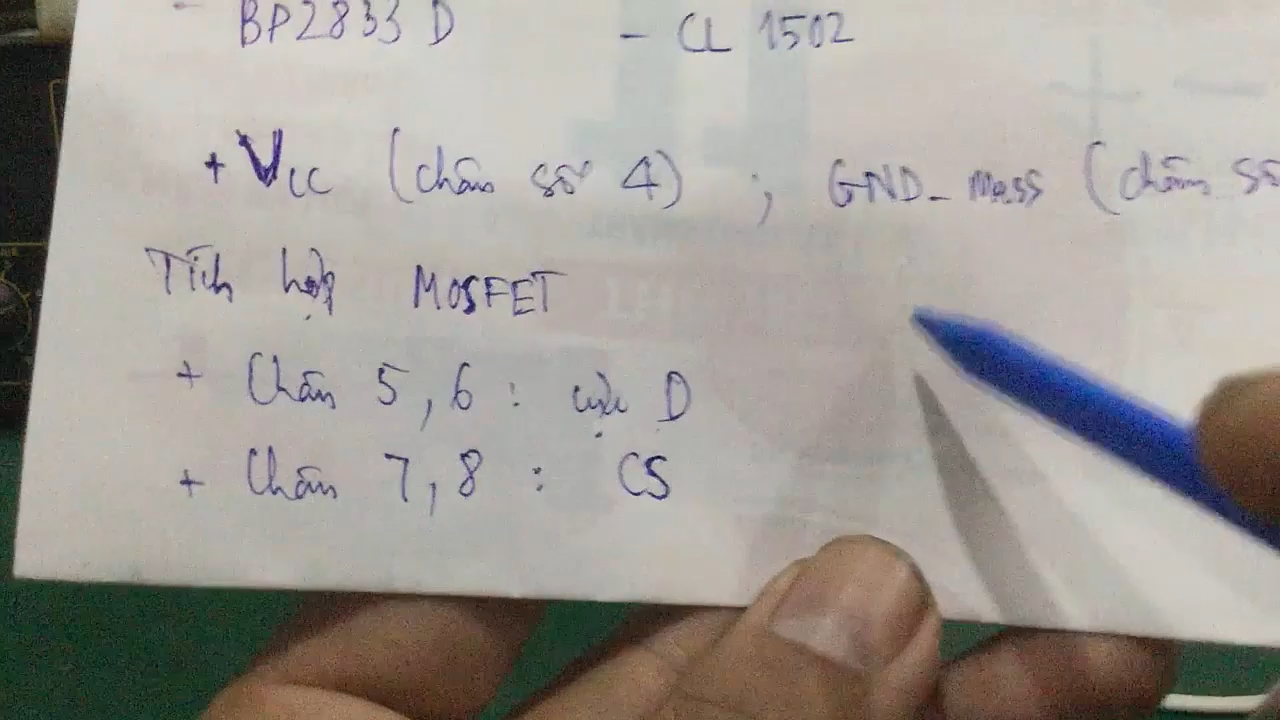 - BP2833D - CL 1502
+ Vcc (chân số 4) ; GND_Mass (chân số
Tích hợp MOSFET
+ Chân 5,6 : cực D
+ Chân 7,8 : CS